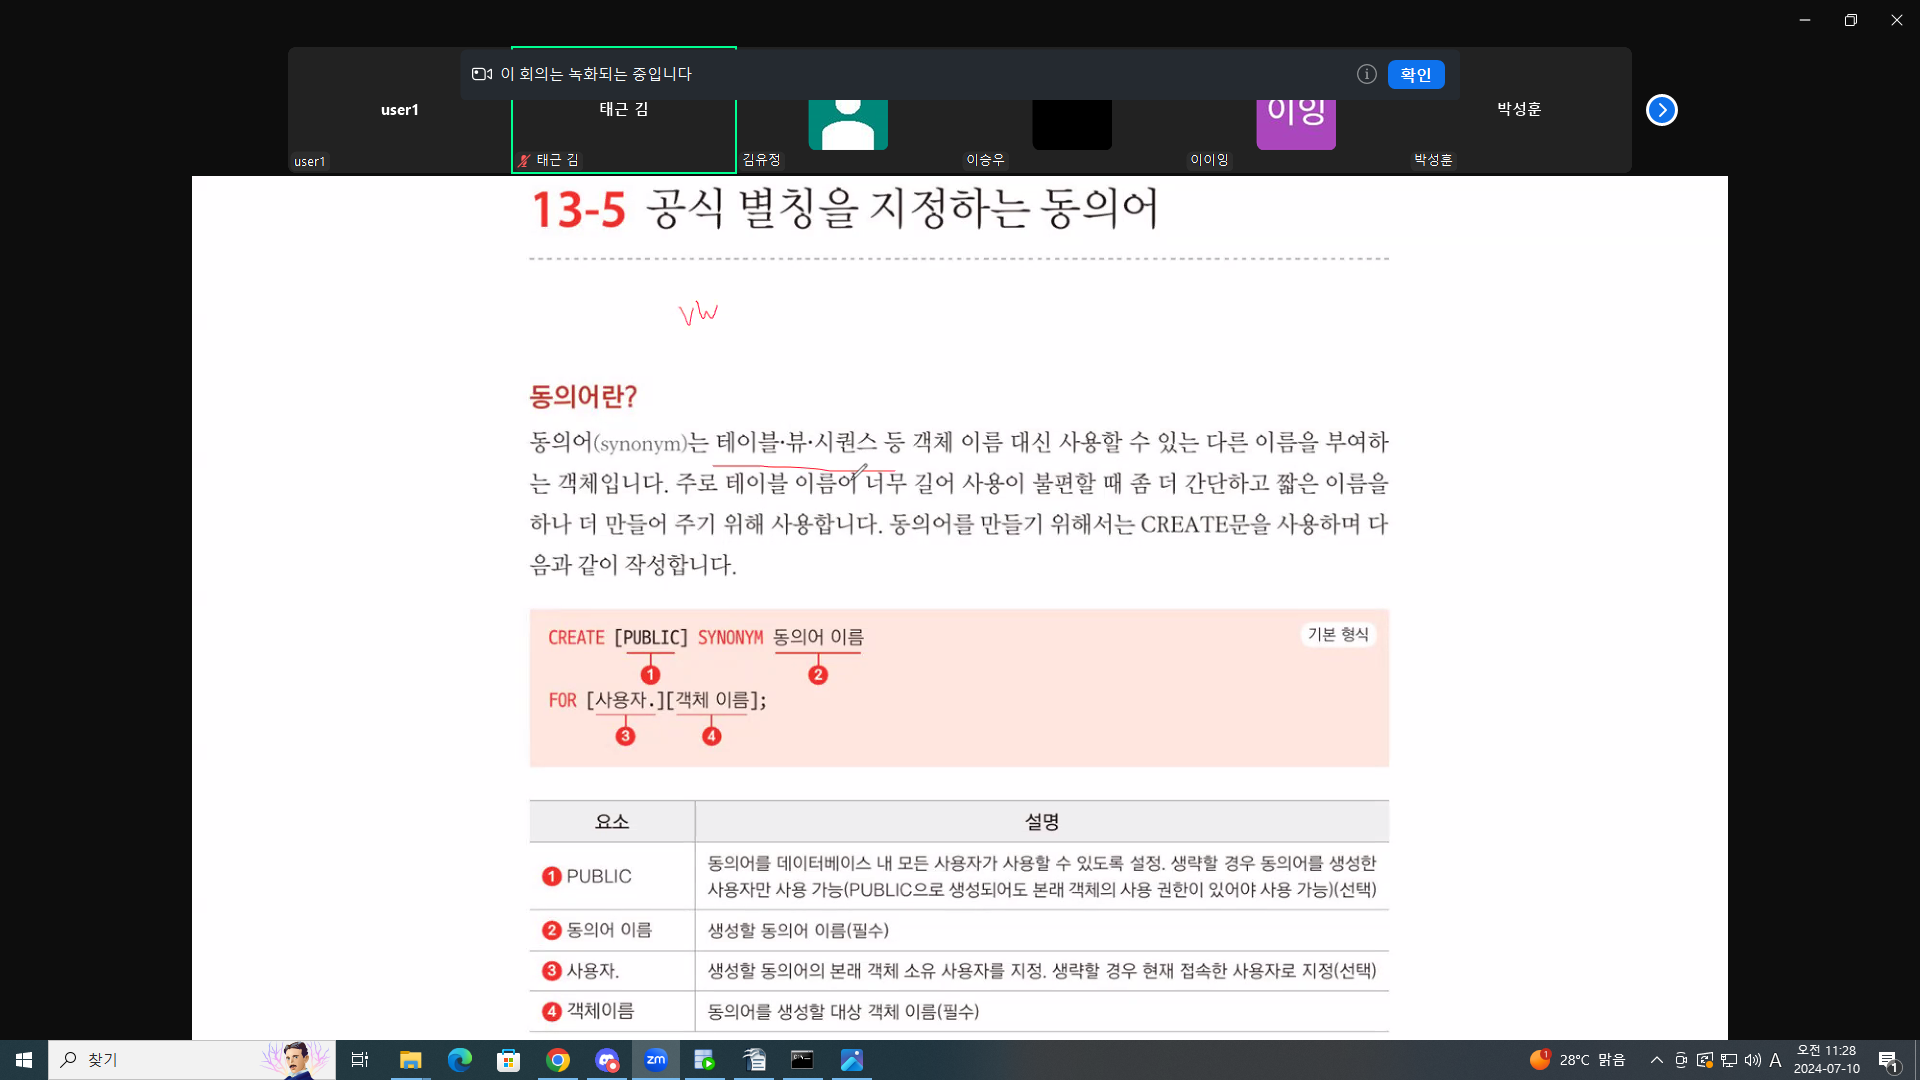 이 회의는 녹화되는 중입니다
확인
user1
태근 김
이잉
박성훈
user1
태근 김
김유정
이승우
이이잉
박성훈
13-5 공식 별칭을 지정하는 동의어
vw
동의어란?
동의어(synonym)는 테이블·뷰·시퀀스 등 객체 이름 대신 사용할 수 있는 다른 이름을 부여하
는 객체입니다. 주로 테이블 이름이 너무 길어 사용이 불편할 때 좀 더 간단하고 짧은 이름을
하나 더 만들어 주기 위해 사용합니다. 동의어를 만들기 위해서는 CREATE문을 사용하며 다
음과 같이 작성합니다.
기본 형식
CREATE [PUBLIC] SYNONYM 동의어 이름
1 2
FOR [사용자.][객체 이름];
3 4
요소 설명
1 PUBLIC 동의어를 데이터베이스 내 모든 사용자가 사용할 수 있도록 설정. 생략할 경우 동의어를 생성한
사용자만 사용 가능(PUBLIC으로 생성되어도 본래 객체의 사용 권한이 있어야 사용 가능)(선택)
2 동의어 이름 생성할 동의어 이름(필수)
3 사용자. 생성할 동의어의 본래 객체 소유 사용자를 지정. 생략할 경우 현재 접속한 사용자로 지정(선택)
4 객체이름 동의어를 생성할 대상 객체 이름(필수)
찾기
zm
1
28°C 맑음
A
오전 11:28
2024-07-10
1